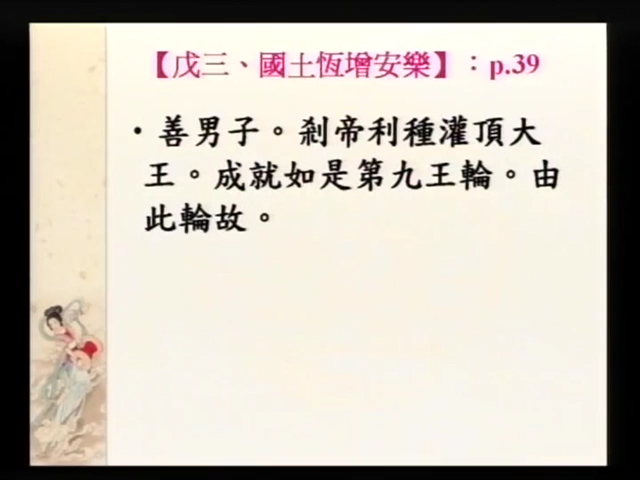 【戊三、國土恆增安樂】：p.39
•善男子。剎帝利種灌頂大
王。成就如是第九王輪。由
此輪故。